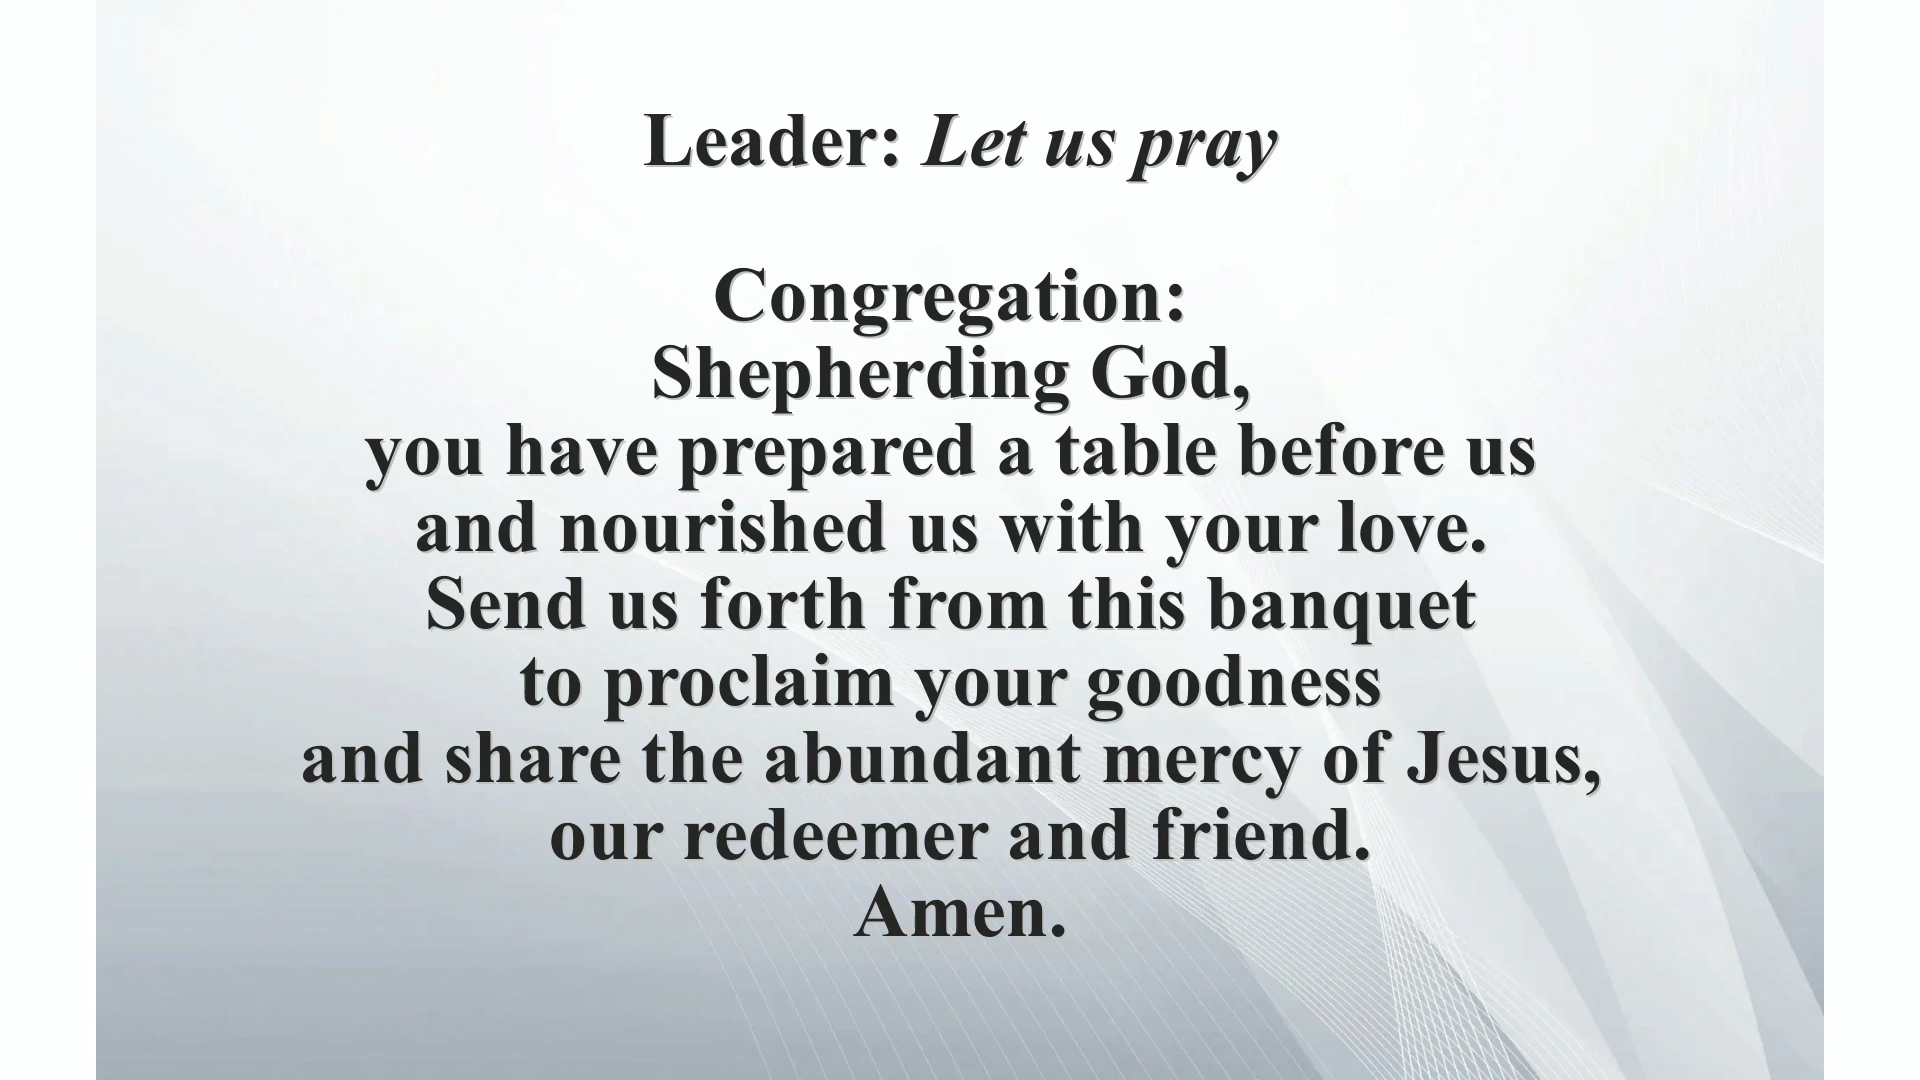 Leader: Let us pray
Congregation:
Shepherding God,
you have prepared a table before us
and nourished us with your love.
Send us forth from this banquet
to proclaim your goodness
and share the abundant mercy of Jesus,
our redeemer and friend.
Amen.